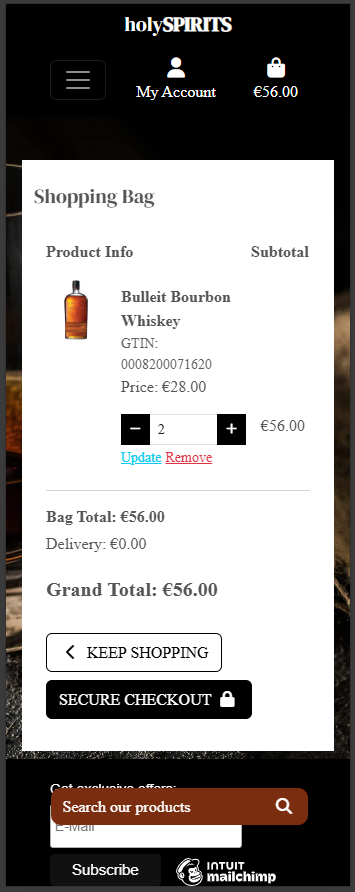 holySPIRITS
My Account
€56.00
Shopping Bag
Product Info Subtotal
Bulleit Bourbon
Whiskey
GTIN:
0008200071620
Price: €28.00
2 €56.00
Update Remove
Bag Total: €56.00
Delivery: €0.00
Grand Total: €56.00
KEEP SHOPPING
SECURE CHECKOUT
Get exclusive offers:
Search our products
E-Mail
Subscribe
INTUIT
mailchimp